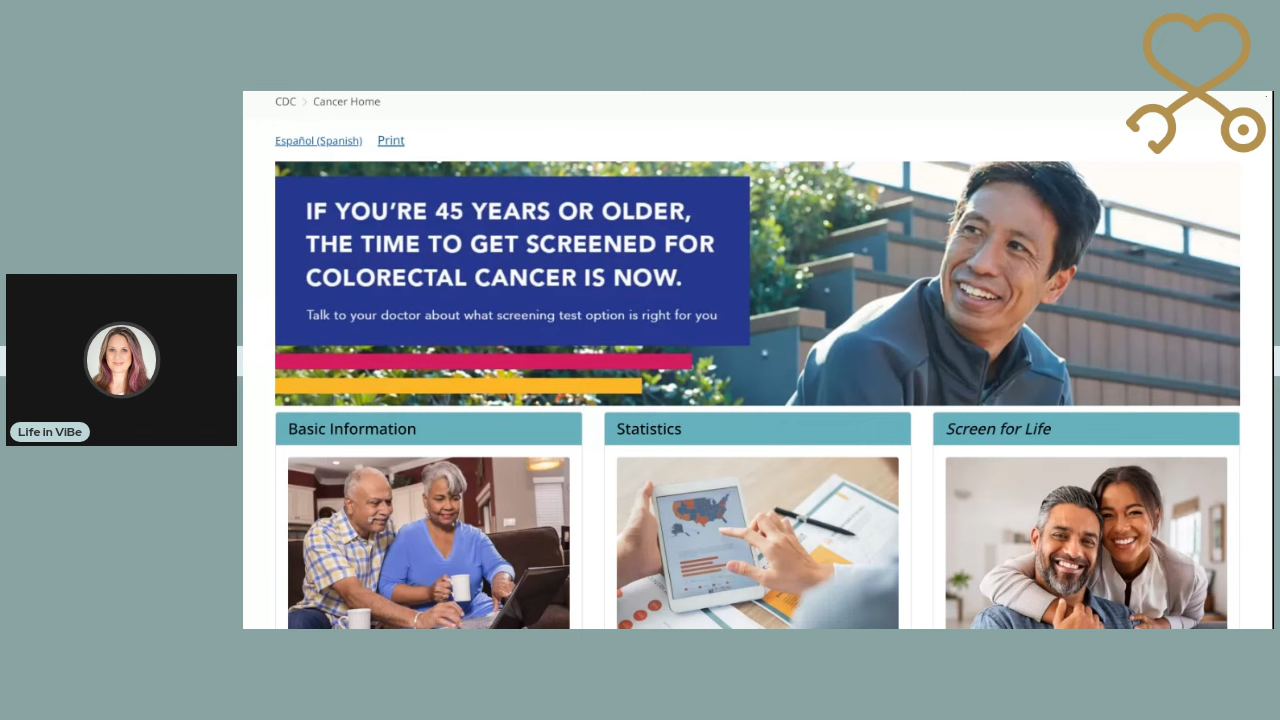 CDC > Cancer Home
Español (Spanish) Print
IF YOU'RE 45 YEARS OR OLDER,
THE TIME TO GET SCREENED FOR
COLORECTAL CANCER IS NOW.
Talk to your doctor about what screening test option is right for you
Life in ViBe
Basic Information
Statistics
Screen for Life